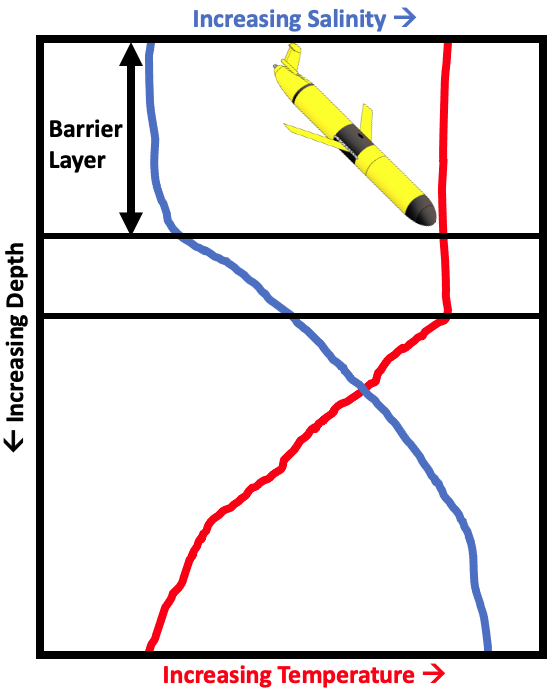 Increasing Salinity →
Barrier
Layer
← Increasing Depth
Increasing Temperature →